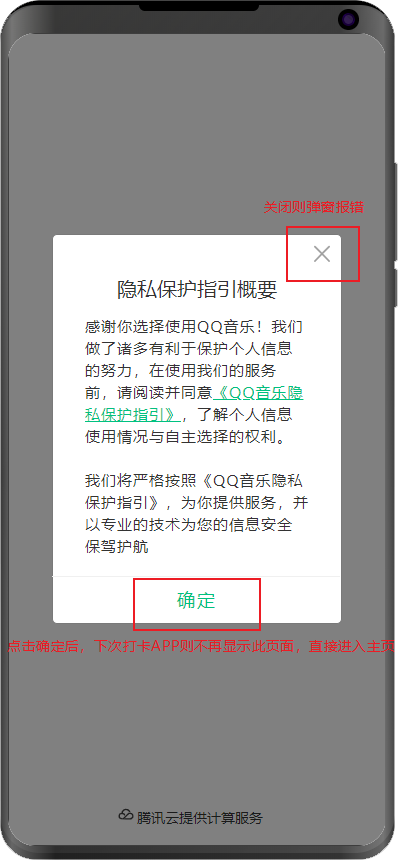 关闭则弹窗报错
隐私保护指引概要
感谢你选择使用QQ音乐！我们
做了诸多有利于保护个人信息
的努力，在使用我们的服务
前，请阅读并同意《QQ音乐隐
私保护指引》，了解个人信息
使用情况与自主选择的权利。
我们将严格按照《QQ音乐隐私
保护指引》，为你提供服务，并
以专业的技术为您的信息安全
保驾护航
确定
点击确定后，下次打卡APP则不再显示此页面，直接进入主页
腾讯云提供计算服务